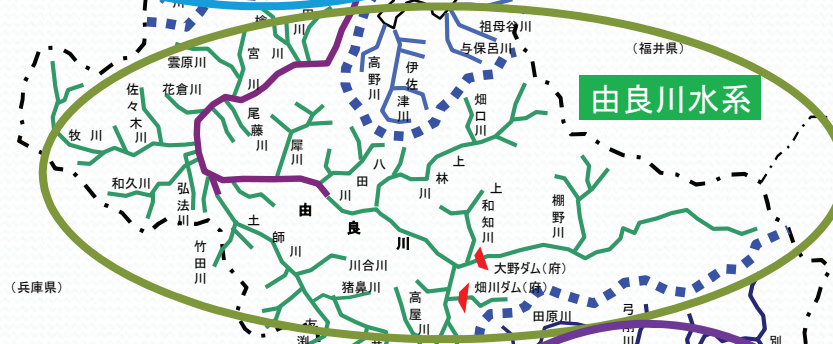 祖母谷川
与保呂川
（福井県）
由良川水系
宮川
雲原川
花倉川
佐々木川
牧川
尾藤川
高野川
伊佐津川
畑口川
犀川
和久川
弘法川
八田川
上林川
上和知川
棚野川
由良川
土師川
竹田川
川合川
猪鼻川
大野ダム（府）
畑川ダム（府）
高屋川
田原川
（兵庫県）
別